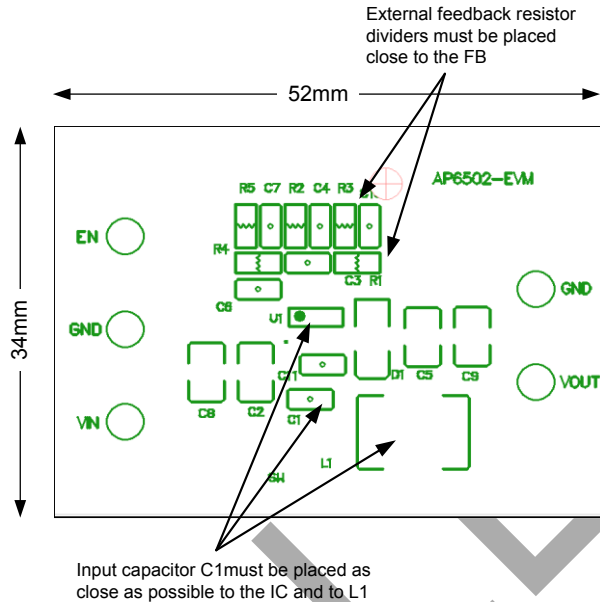 External feedback resistor
dividers must be placed
close to the FB
52mm
34mm
AP6502-EVM
R5 C7 R2 C4 R3
EN
R4
C3 R1
C6
GND
U1
GND
C11
D1 C5 C9
VOUT
C8 C2
C1
VIN
L1
SW
Input capacitor C1must be placed as
close as possible to the IC and to L1